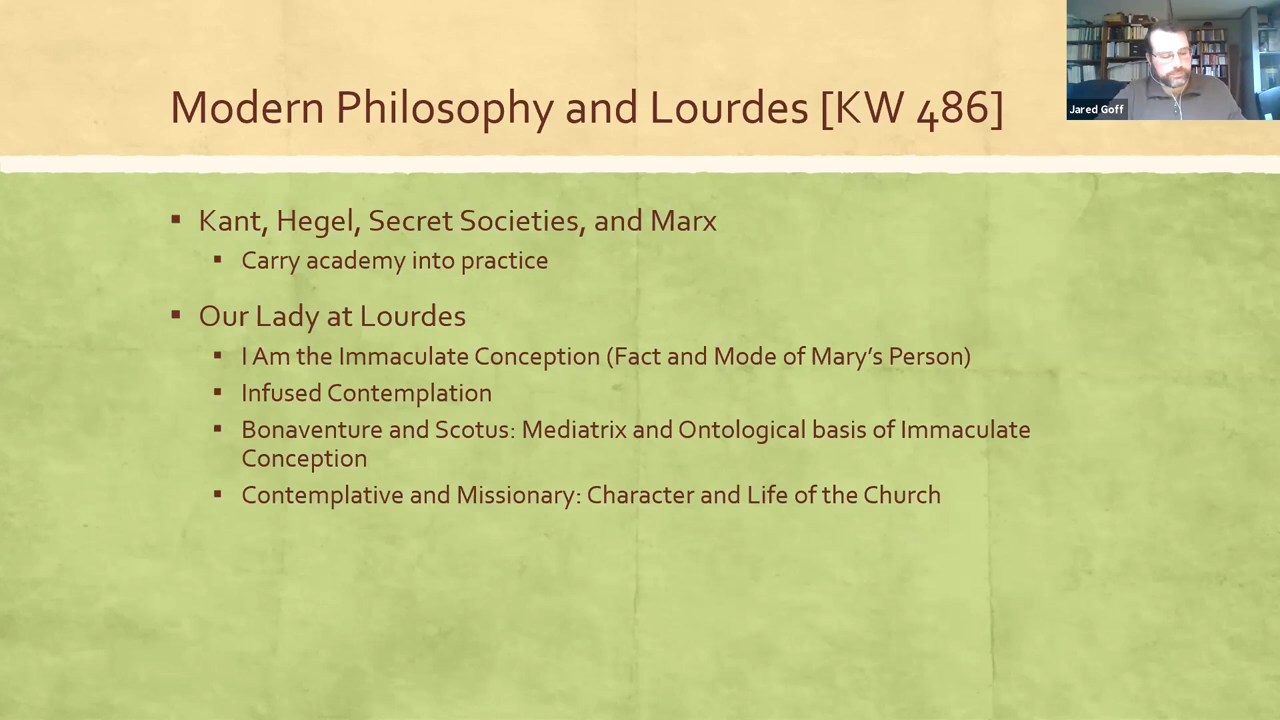 Modern Philosophy and Lourdes [KW 486]
Jared Goff
▪ Kant, Hegel, Secret Societies, and Marx
▪ Carry academy into practice
▪ Our Lady at Lourdes
▪ I Am the Immaculate Conception (Fact and Mode of Mary’s Person)
▪ Infused Contemplation
▪ Bonaventure and Scotus: Mediatrix and Ontological basis of Immaculate
Conception
▪ Contemplative and Missionary: Character and Life of the Church